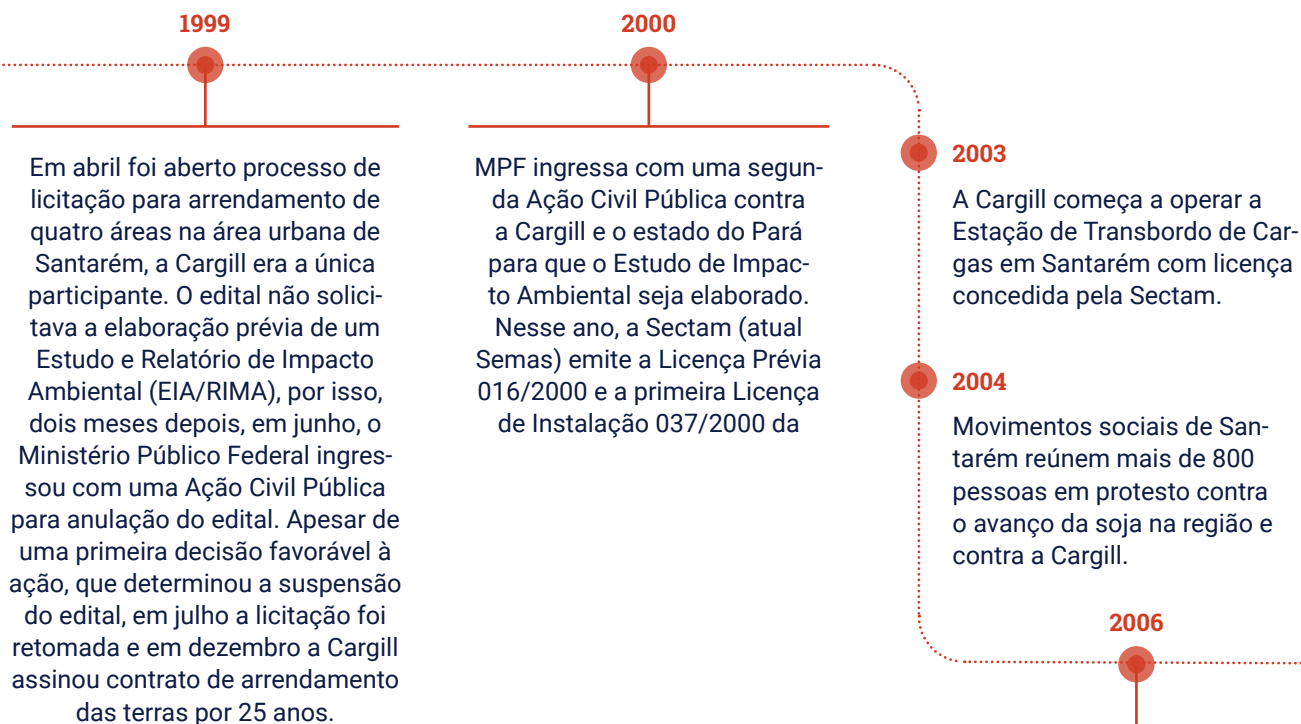 1999
Em abril foi aberto processo de
licitação para arrendamento de
quatro áreas na área urbana de
Santarém, a Cargill era a única
participante. O edital não solici-
tava a elaboração prévia de um
Estudo e Relatório de Impacto
Ambiental (EIA/RIMA), por isso,
dois meses depois, em junho, o
Ministério Público Federal ingres-
sou com uma Ação Civil Pública
para anulação do edital. Apesar de
uma primeira decisão favorável à
ação, que determinou a suspensão
do edital, em julho a licitação foi
retomada e em dezembro a Cargill
assinou contrato de arrendamento
das terras por 25 anos.
2000
MPF ingressa com uma segun-
da Ação Civil Pública contra
a Cargill e o estado do Pará
para que o Estudo de Impac-
to Ambiental seja elaborado.
Nesse ano, a Sectam (atual
Semas) emite a Licença Prévia
016/2000 e a primeira Licença
de Instalação 037/2000 da
2003
A Cargill começa a operar a
Estação de Transbordo de Car-
gas em Santarém com licença
concedida pela Sectam.
2004
Movimentos sociais de San-
tarém reúnem mais de 800
pessoas em protesto contra
o avanço da soja na região e
contra a Cargill.
2006